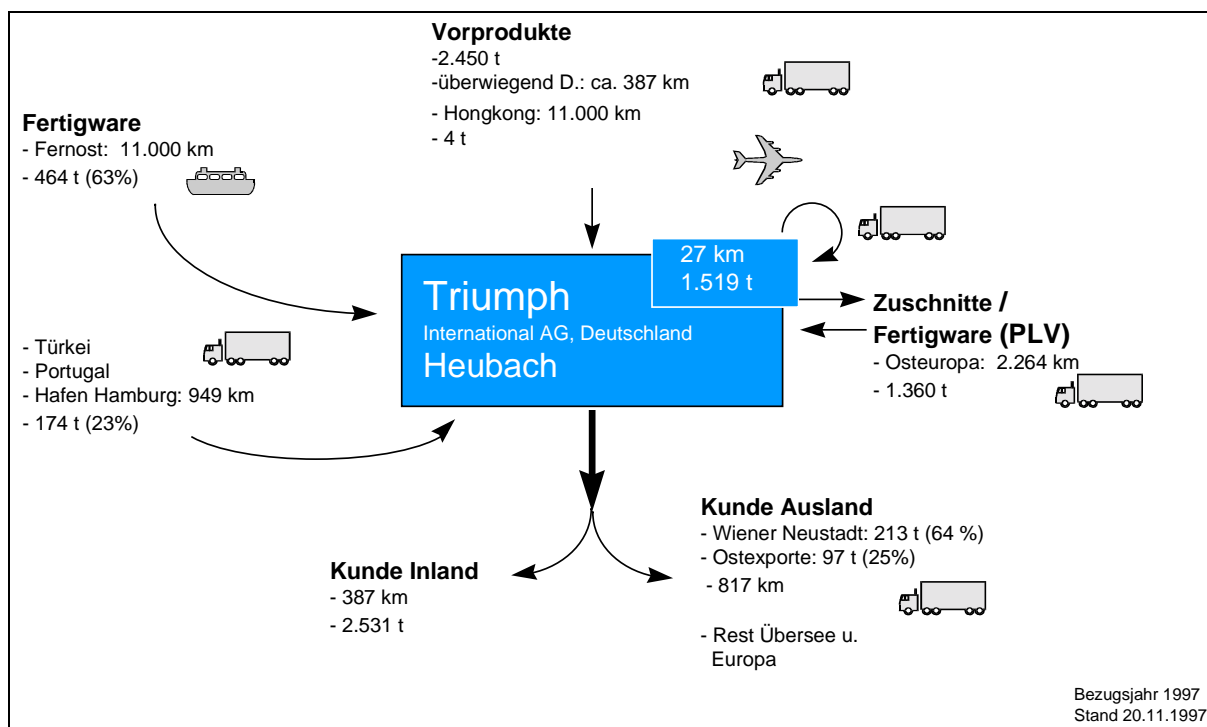 Vorprodukte
-2.450 t
-überwiegend D.: ca. 387 km
- Hongkong: 11.000 km
- 4 t
Fertigware
- Fernost: 11.000 km
- 464 t (63%)
27 km
1.519 t
Triumph
International AG, Deutschland
Heubach
Zuschnitte /
Fertigware (PLV)
- Osteuropa: 2.264 km
- 1.360 t
- Türkei
- Portugal
- Hafen Hamburg: 949 km
- 174 t (23%)
Kunde Inland
- 387 km
- 2.531 t
Kunde Ausland
- Wiener Neustadt: 213 t (64 %)
- Ostexporte: 97 t (25%)
- 817 km
- Rest Übersee u.
Europa
Bezugsjahr 1997
Stand 20.11.1997